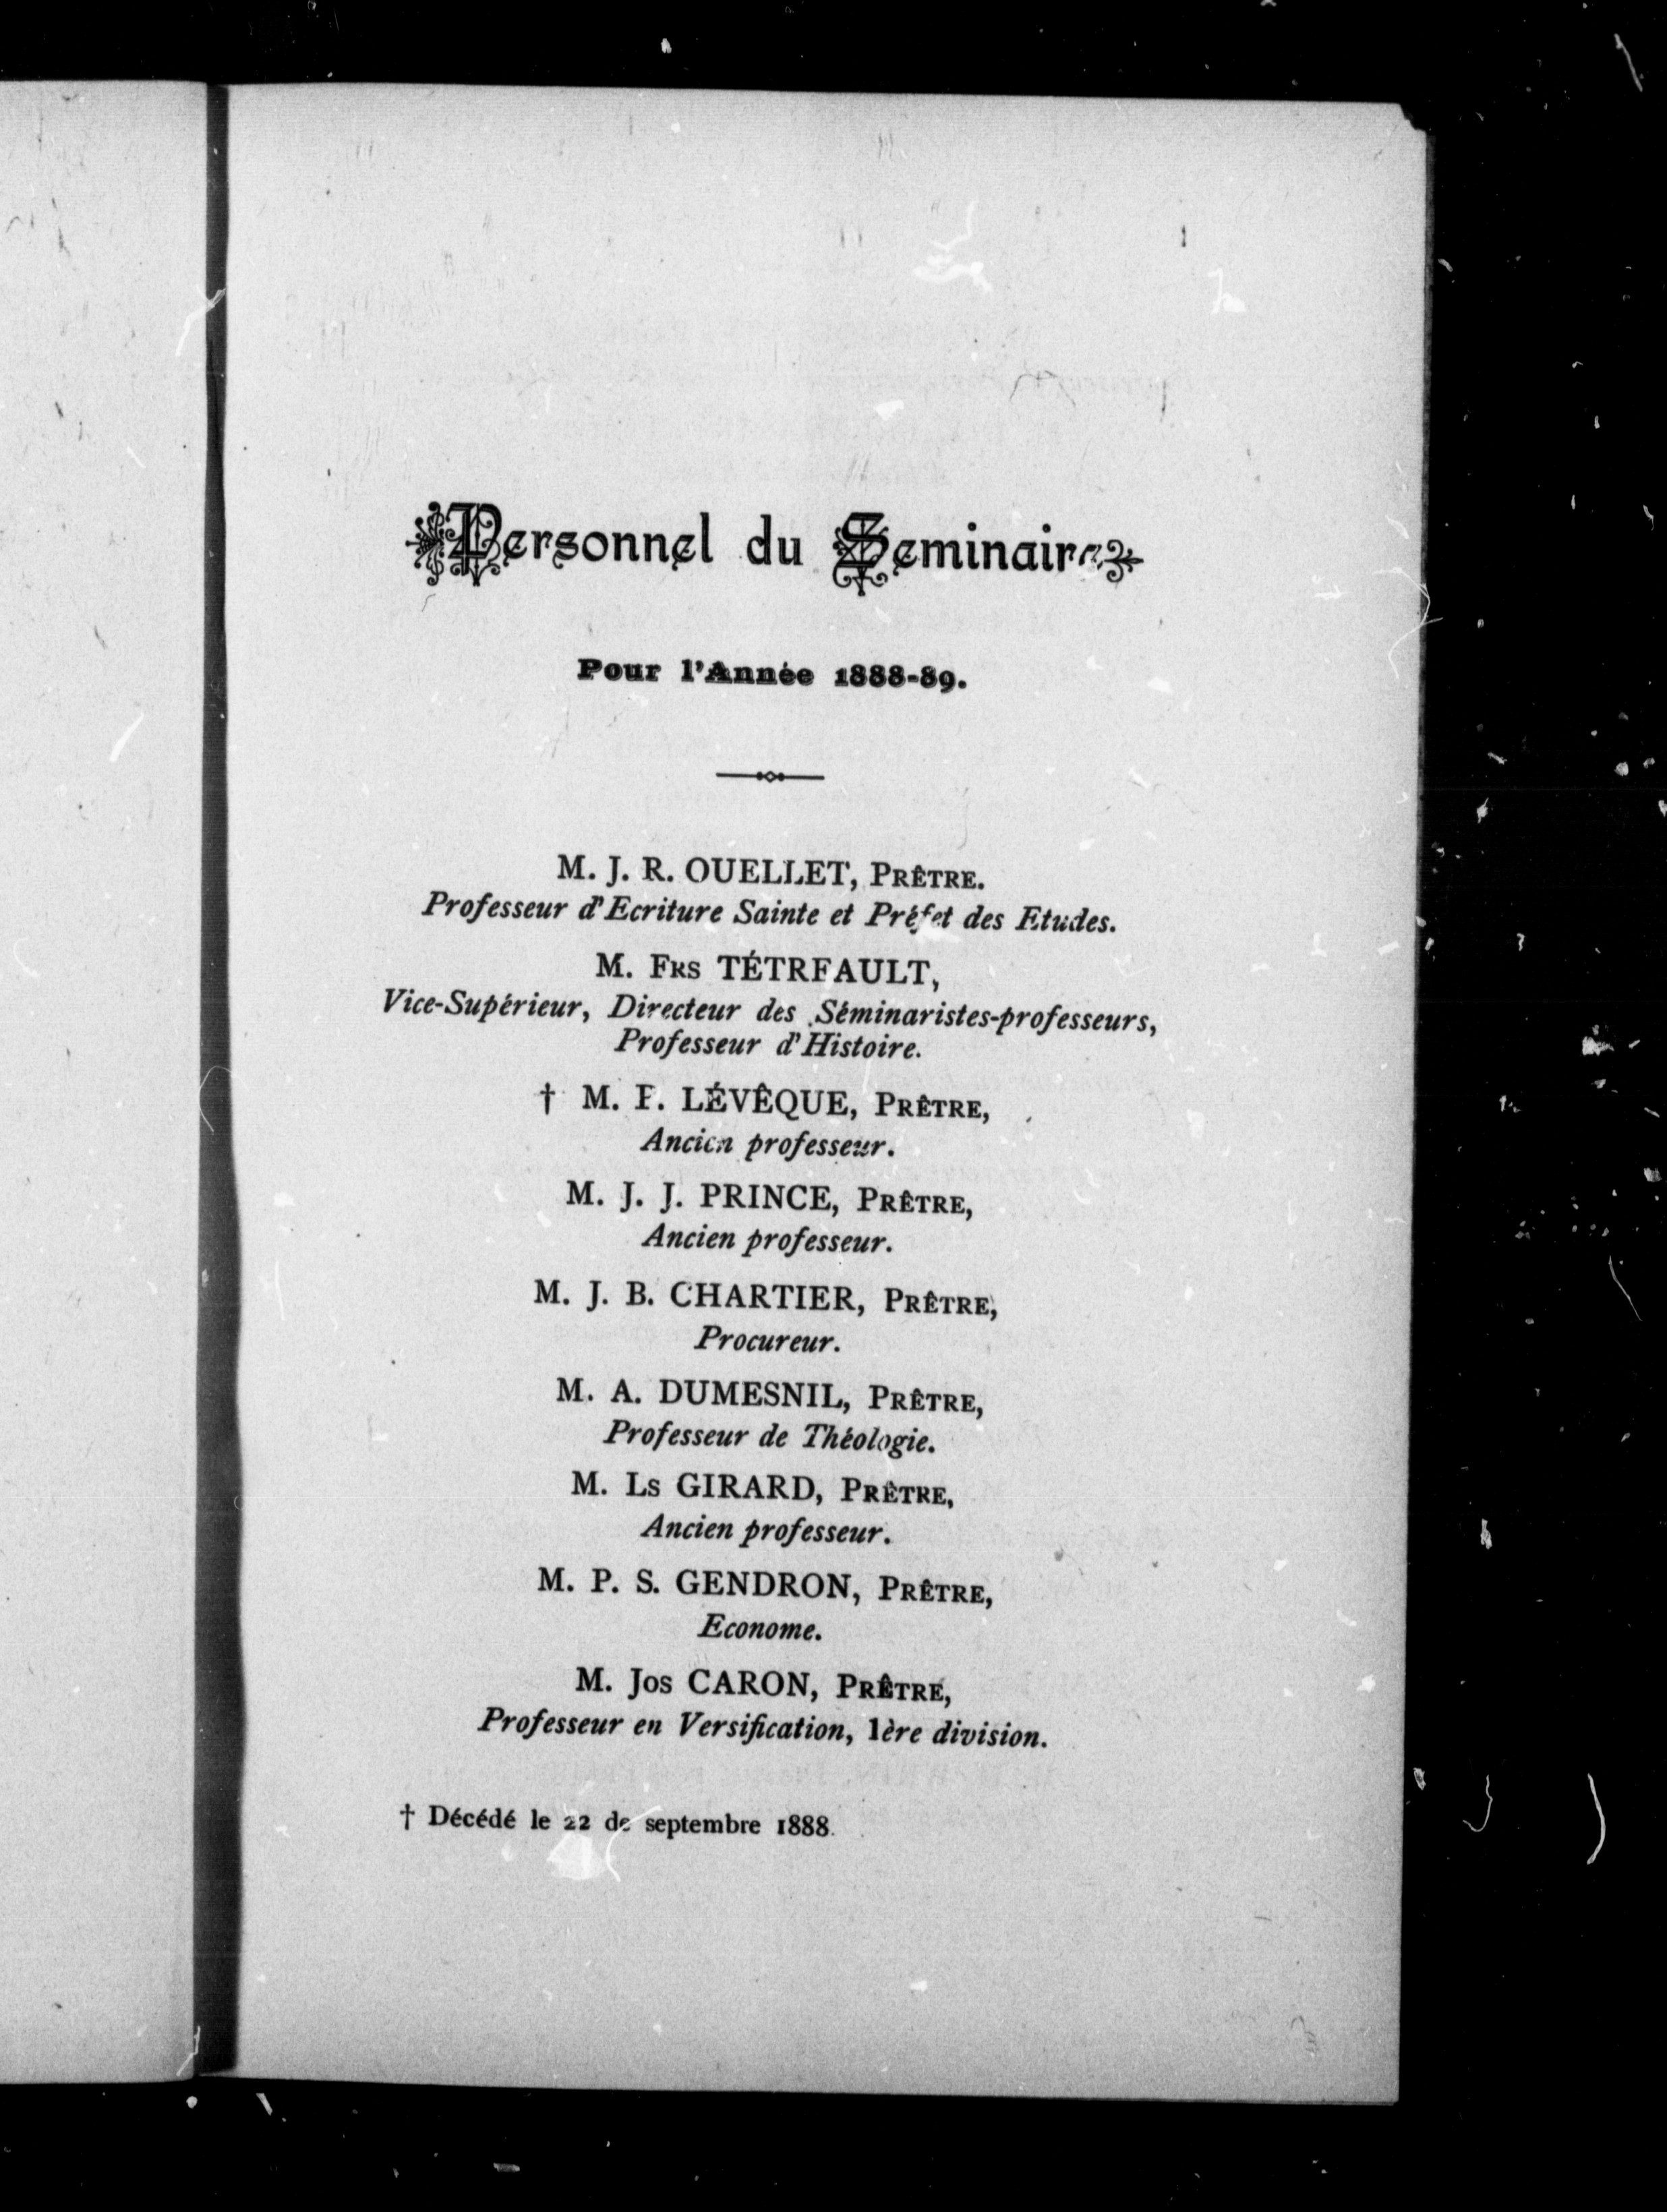 Personnel du Seminaire
Pour l'Année 1888-89.
M. J. R. OUELLET, PRÊTRE.
Professeur d'Ecriture Sainte et Préfet des Etudes.
M. FRS TÉTREAULT,
Vice-Supérieur, Directeur des Séminaristes-professeurs,
Professeur d'Histoire.
† M. P. LÉVÊQUE, PRÊTRE,
Ancien professeur.
M. J. J. PRINCE, PRÊTRE,
Ancien professeur.
M. J. B. CHARTIER, PRÊTRE,
Procureur.
M. A. DUMESNIL, PRÊTRE,
Professeur de Théologie.
M. Ls GIRARD, PRÊTRE,
Ancien professeur.
M. P. S. GENDRON, PRÊTRE,
Econome.
M. Jos CARON, PRÊTRE,
Professeur en Versification, 1ère division.
† Décédé le 22 de septembre 1888.